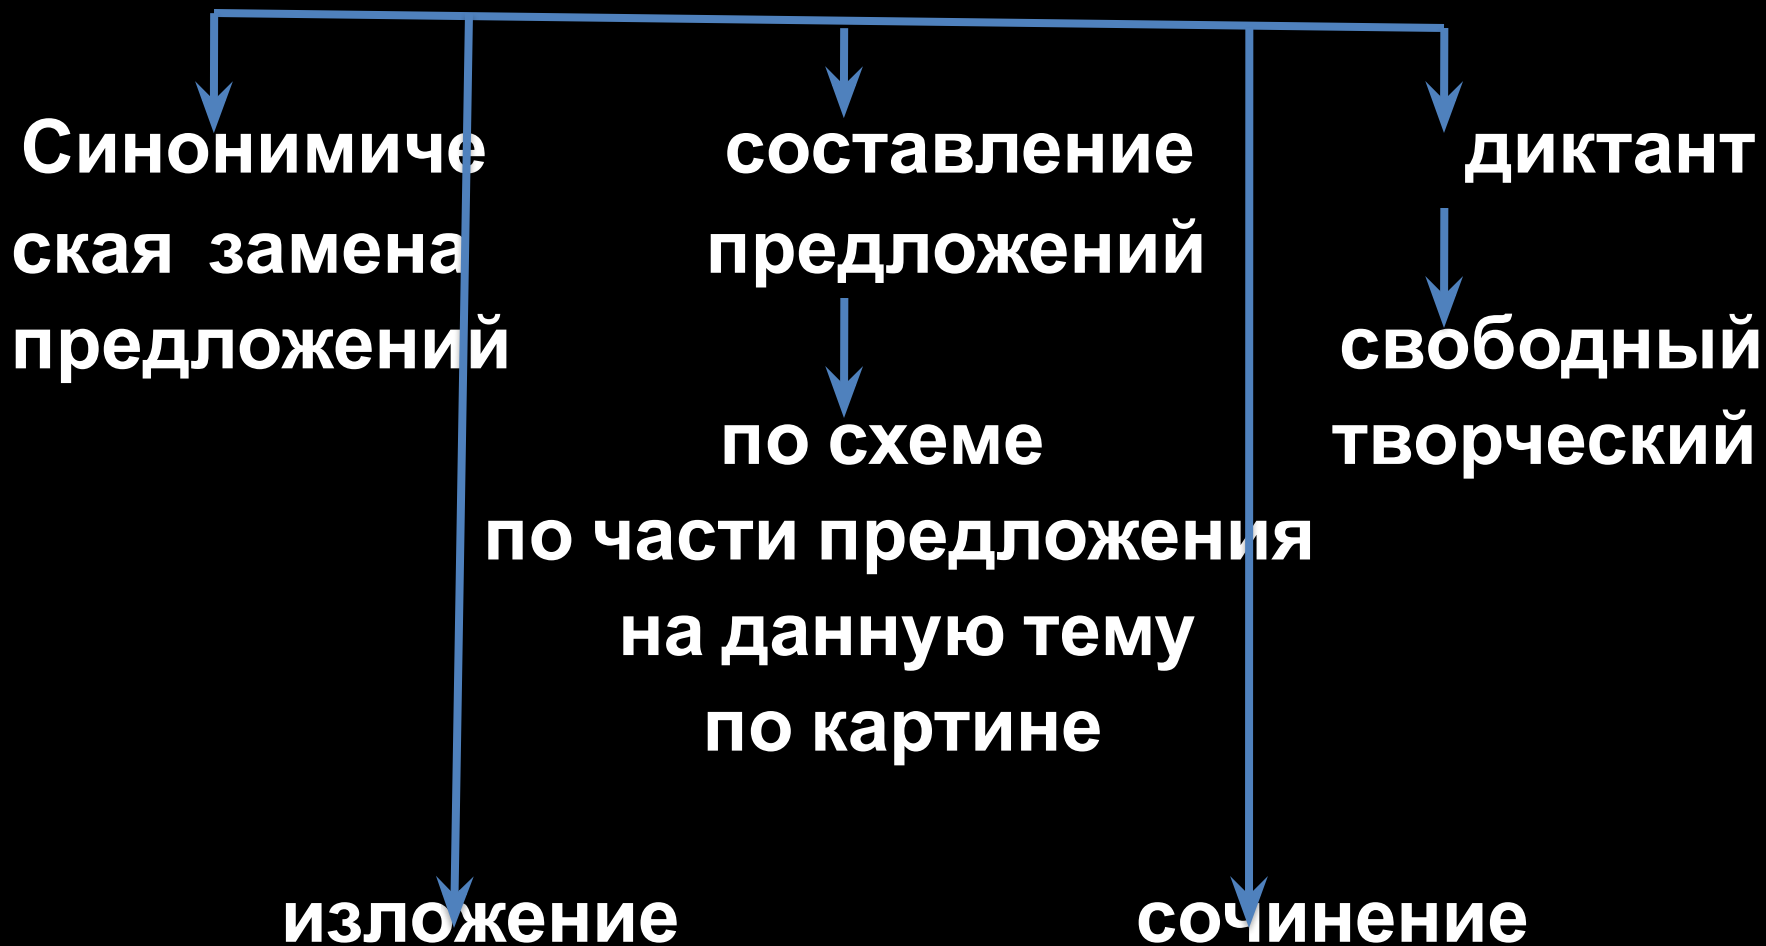 Синонимиче составление диктант
ская замена предложений
предложений свободный
по схеме творческий
по части предложения
на данную тему
по картине
изложение сочинение